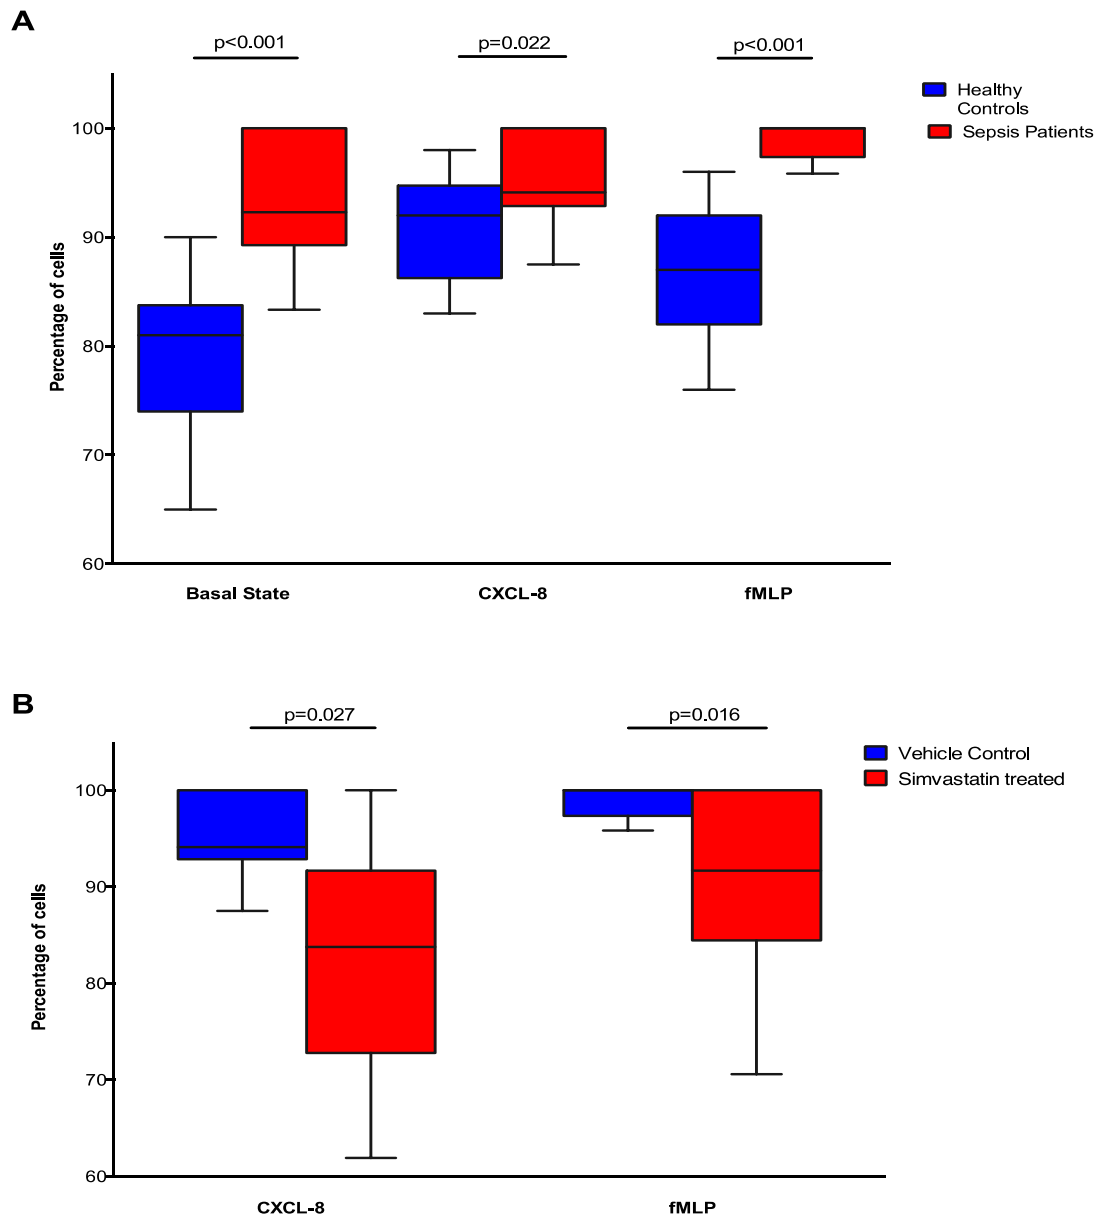 A
p<0.001
p=0.022
p<0.001
Healthy
Controls
Sepsis Patients
100
90
80
70
60
Percentage of cells
Basal State
CXCL-8
fMLP
B
p=0.027
p=0.016
Vehicle Control
Simvastatin treated
100
90
80
70
60
Percentage of cells
CXCL-8
fMLP